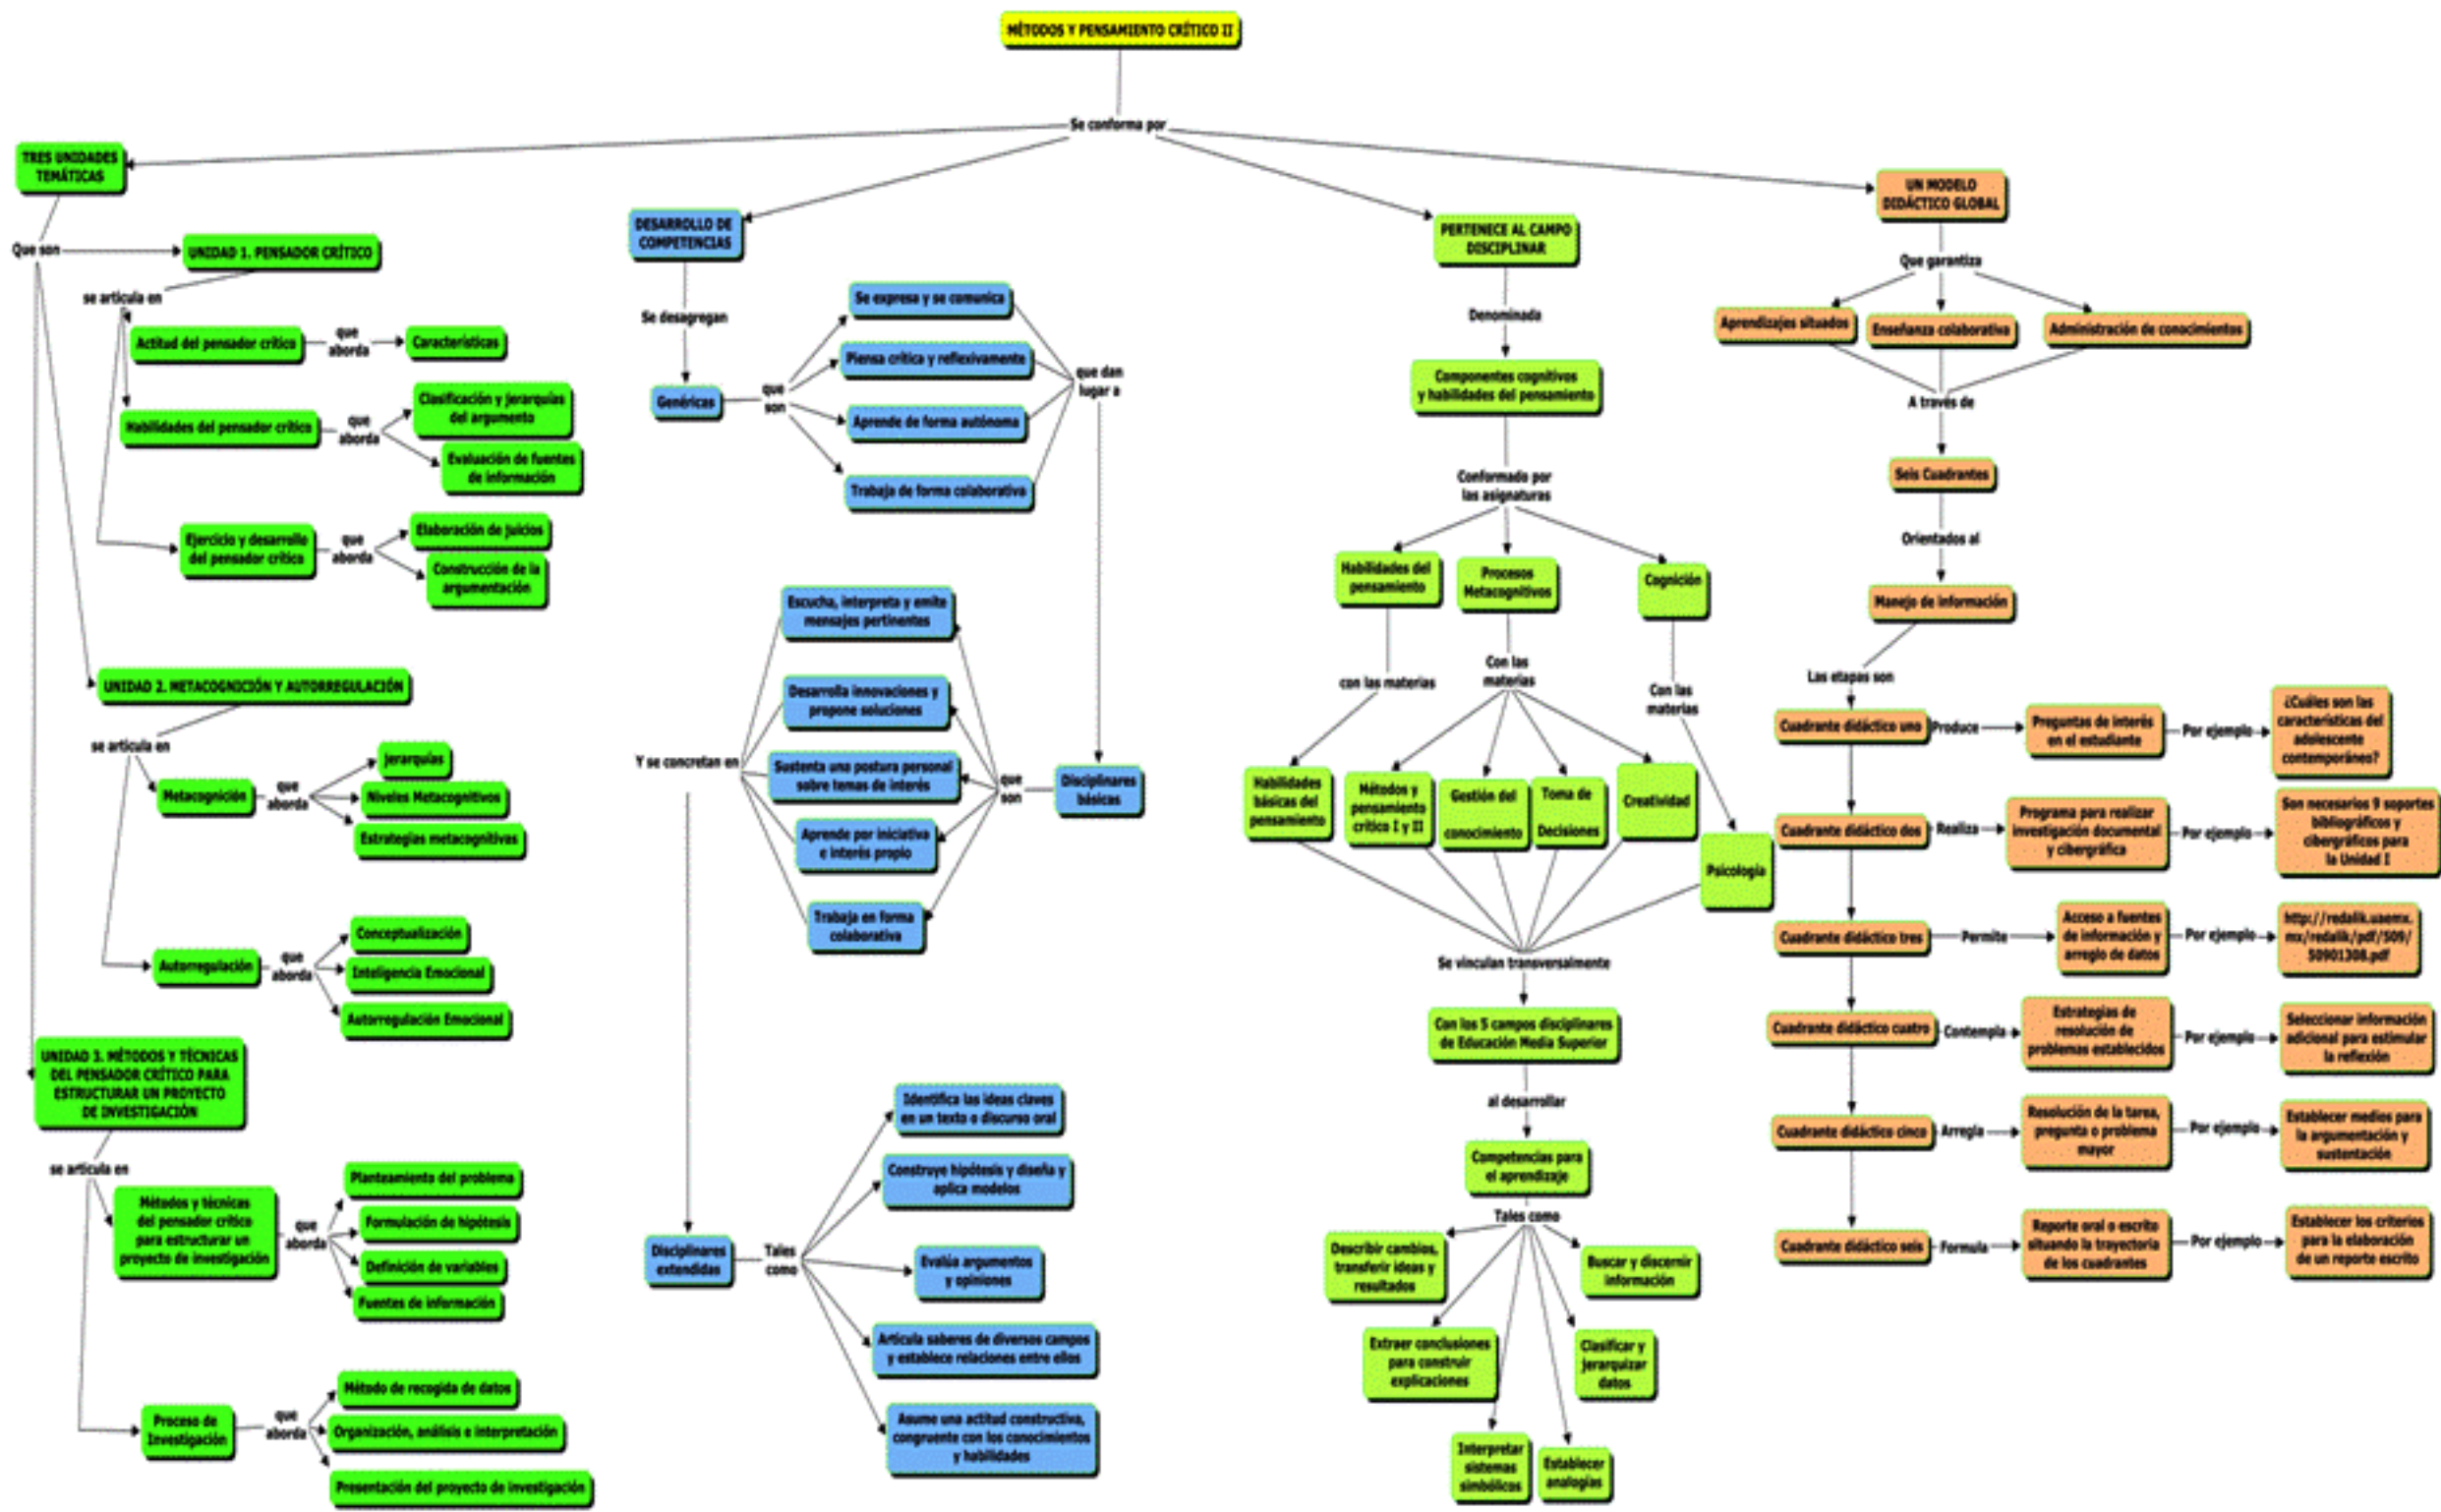 MÉTODOS Y PENSAMIENTO CRÍTICO II
Se conforma por
TRES UNIDADES
TEMÁTICAS
Que son
UNIDAD 1. PENSADOR CRÍTICO
se articula en
Actitud del pensador crítico
que
aborda
Características
Habilidades del pensador crítico
que
aborda
Clasificación y jerarquías
del argumento
Evaluación de fuentes
de información
Ejercicio y desarrollo
del pensador crítico
que
aborda
Elaboración de juicios
Construcción de la
argumentación
UNIDAD 2. METACOGNICIÓN Y AUTORREGULACIÓN
se articula en
Metacognición
que
aborda
Jerarquías
Niveles Metacognitivos
Estrategias metacognitivas
Autorregulación
que
aborda
Conceptualización
Inteligencia Emocional
Autorregulación Emocional
UNIDAD 3. MÉTODOS Y TÉCNICAS
DEL PENSADOR CRÍTICO PARA
ESTRUCTURAR UN PROYECTO
DE INVESTIGACIÓN
se articula en
Métodos y técnicas
del pensador crítico
para estructurar un
proyecto de investigación
que
aborda
Planteamiento del problema
Formulación de hipótesis
Definición de variables
Fuentes de información
Proceso de
Investigación
que
aborda
Método de recogida de datos
Organización, análisis e interpretación
Presentación del proyecto de investigación
DESARROLLO DE
COMPETENCIAS
Se desagregan
Genéricas
que
son
Se expresa y se comunica
Piensa crítica y reflexivamente
Aprende de forma autónoma
Trabaja de forma colaborativa
que dan
lugar a
Disciplinares
básicas
que
son
Escucha, interpreta y emite
mensajes pertinentes
Desarrolla innovaciones y
propone soluciones
Sustenta una postura personal
sobre temas de interés
Aprende por iniciativa
e interés propio
Trabaja en forma
colaborativa
Y se concretan en
Disciplinares
extendidas
Tales
como
Identifica las ideas claves
en un texto o discurso oral
Construye hipótesis y diseña y
aplica modelos
Evalúa argumentos
y opiniones
Articula saberes de diversos campos
y establece relaciones entre ellos
Asume una actitud constructiva,
congruente con los conocimientos
y habilidades
PERTENECE AL CAMPO
DISCIPLINAR
Denominada
Componentes cognitivos
y habilidades del pensamiento
Conformado por
las asignaturas
Habilidades del
pensamiento
Procesos
Metacognitivos
Cognición
con las materias
Con las
materias
Con las
materias
Habilidades
básicas del
pensamiento
Métodos y
pensamiento
crítico I y II
Gestión del
conocimiento
Toma de
Decisiones
Creatividad
Psicología
Se vinculan transversalmente
Con los 5 campos disciplinares
de Educación Media Superior
al desarrollar
Competencias para
el aprendizaje
Tales como
Describir cambios,
transferir ideas y
resultados
Buscar y discernir
información
Extraer conclusiones
para construir
explicaciones
Clasificar y
jerarquizar
datos
Interpretar
sistemas
simbólicos
Establecer
analogías
UN MODELO
DIDÁCTICO GLOBAL
Que garantiza
Aprendizajes situados
Enseñanza colaborativa
Administración de conocimientos
A través de
Seis Cuadrantes
Orientados al
Manejo de información
Las etapas son
Cuadrante didáctico uno
Produce
Preguntas de interés
en el estudiante
Por ejemplo
¿Cuáles son las
características del
adolescente
contemporáneo?
Cuadrante didáctico dos
Realiza
Programa para realizar
investigación documental
y cibergráfica
Por ejemplo
Son necesarios 9 soportes
bibliográficos y
cibergráficos para
la Unidad I
Cuadrante didáctico tres
Permite
Acceso a fuentes
de información y
arreglo de datos
Por ejemplo
http://redalik.uaemx.
mx/redalik/pdf/509/
50901308.pdf
Cuadrante didáctico cuatro
Contempla
Estrategias de
resolución de
problemas establecidos
Por ejemplo
Seleccionar información
adicional para estimular
la reflexión
Cuadrante didáctico cinco
Arregla
Resolución de la tarea,
pregunta o problema
mayor
Por ejemplo
Establecer medios para
la argumentación y
sustentación
Cuadrante didáctico seis
Formula
Reporte oral o escrito
situando la trayectoria
de los cuadrantes
Por ejemplo
Establecer los criterios
para la elaboración
de un reporte escrito